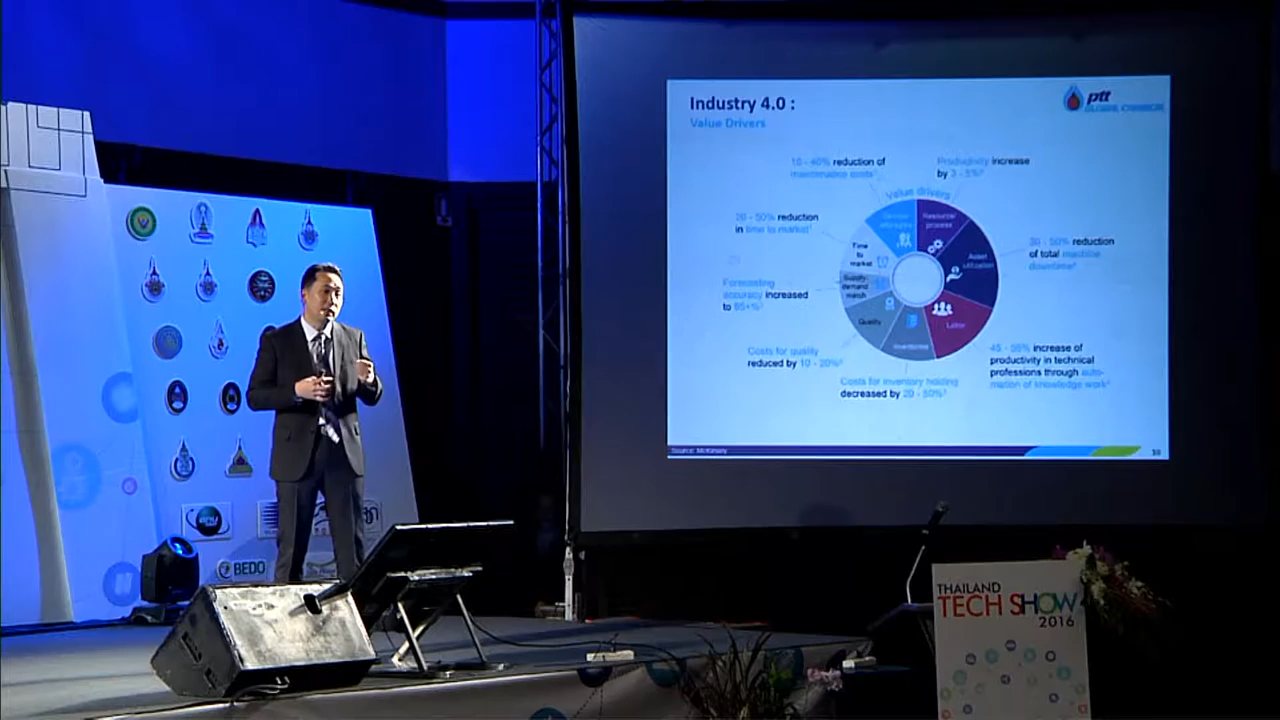 Industry 4.0 :
Value Drivers
ptt
GLOBAL CHEMICAL
10 - 40% reduction of
maintenance costs
Productivity increase
by 3 - 5%
Value drivers
20 - 50% reduction
in time to market
Resource/
process
Time
to
market
Asset
utilization
30 - 50% reduction
of total machine
downtime
Forecasting
accuracy increased
to 85+%
Supply/
demand
match
Quality
Labor
Inventories
Costs for quality
reduced by 10 - 20%
45 - 55% increase of
productivity in technical
professions through auto-
mation of knowledge work
Costs for inventory holding
decreased by 20 - 50%
Source: McKinsey
BEDO
THAILAND
TECH SHOW
2016